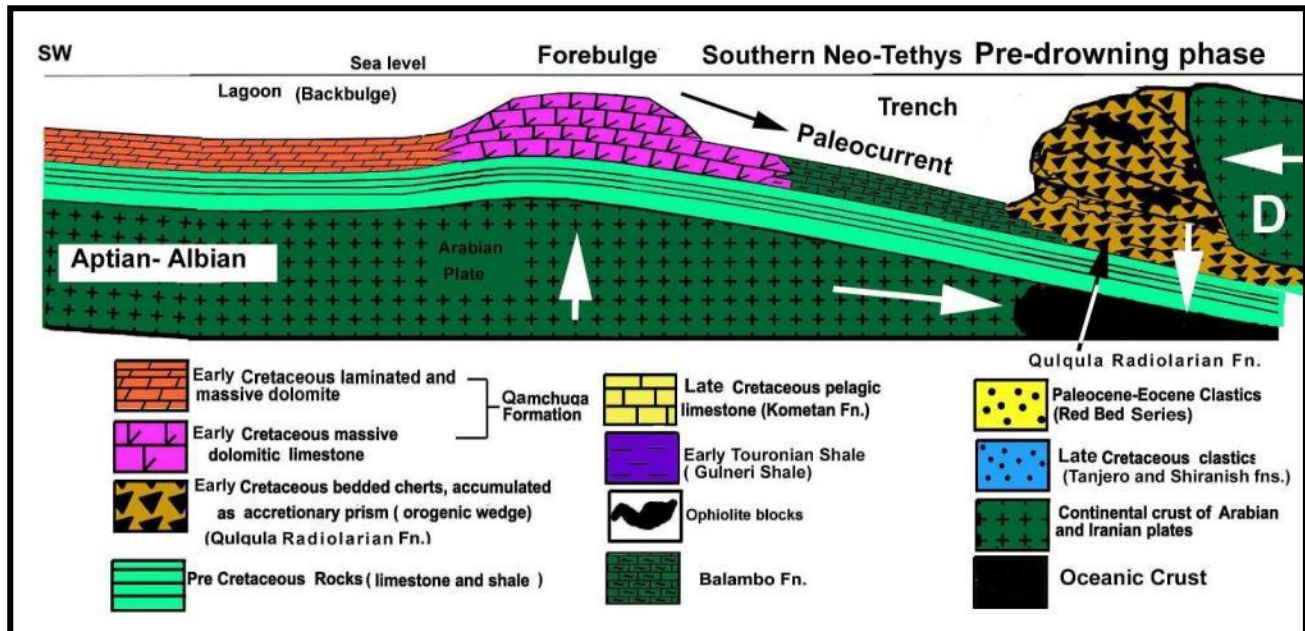 SW
Sea level
Forebulge
Southern Neo-Tethys
Pre-drowning phase
Lagoon (Backbulge)
Trench
Paleocurrent
D
Aptian- Albian
Arabian
Plate
Qulqula Radiolarian Fn.
Early Cretaceous laminated and
massive dolomite
Qamchuqa
Formation
Early Cretaceous massive
dolomitic limestone
Early Cretaceous bedded cherts, accumulated
as accretionary prism ( orogenic wedge)
(Qulqula Radiolarian Fn.)
Pre Cretaceous Rocks ( limestone and shale )
Late Cretaceous pelagic
limestone (Kometan Fn.)
Early Touronian Shale
( Gulneri Shale)
Ophiolite blocks
Balambo Fn.
Paleocene-Eocene Clastics
(Red Bed Series)
Late Cretaceous clastics
(Tanjero and Shiranish fns.)
Continental crust of Arabian
and Iranian plates
Oceanic Crust